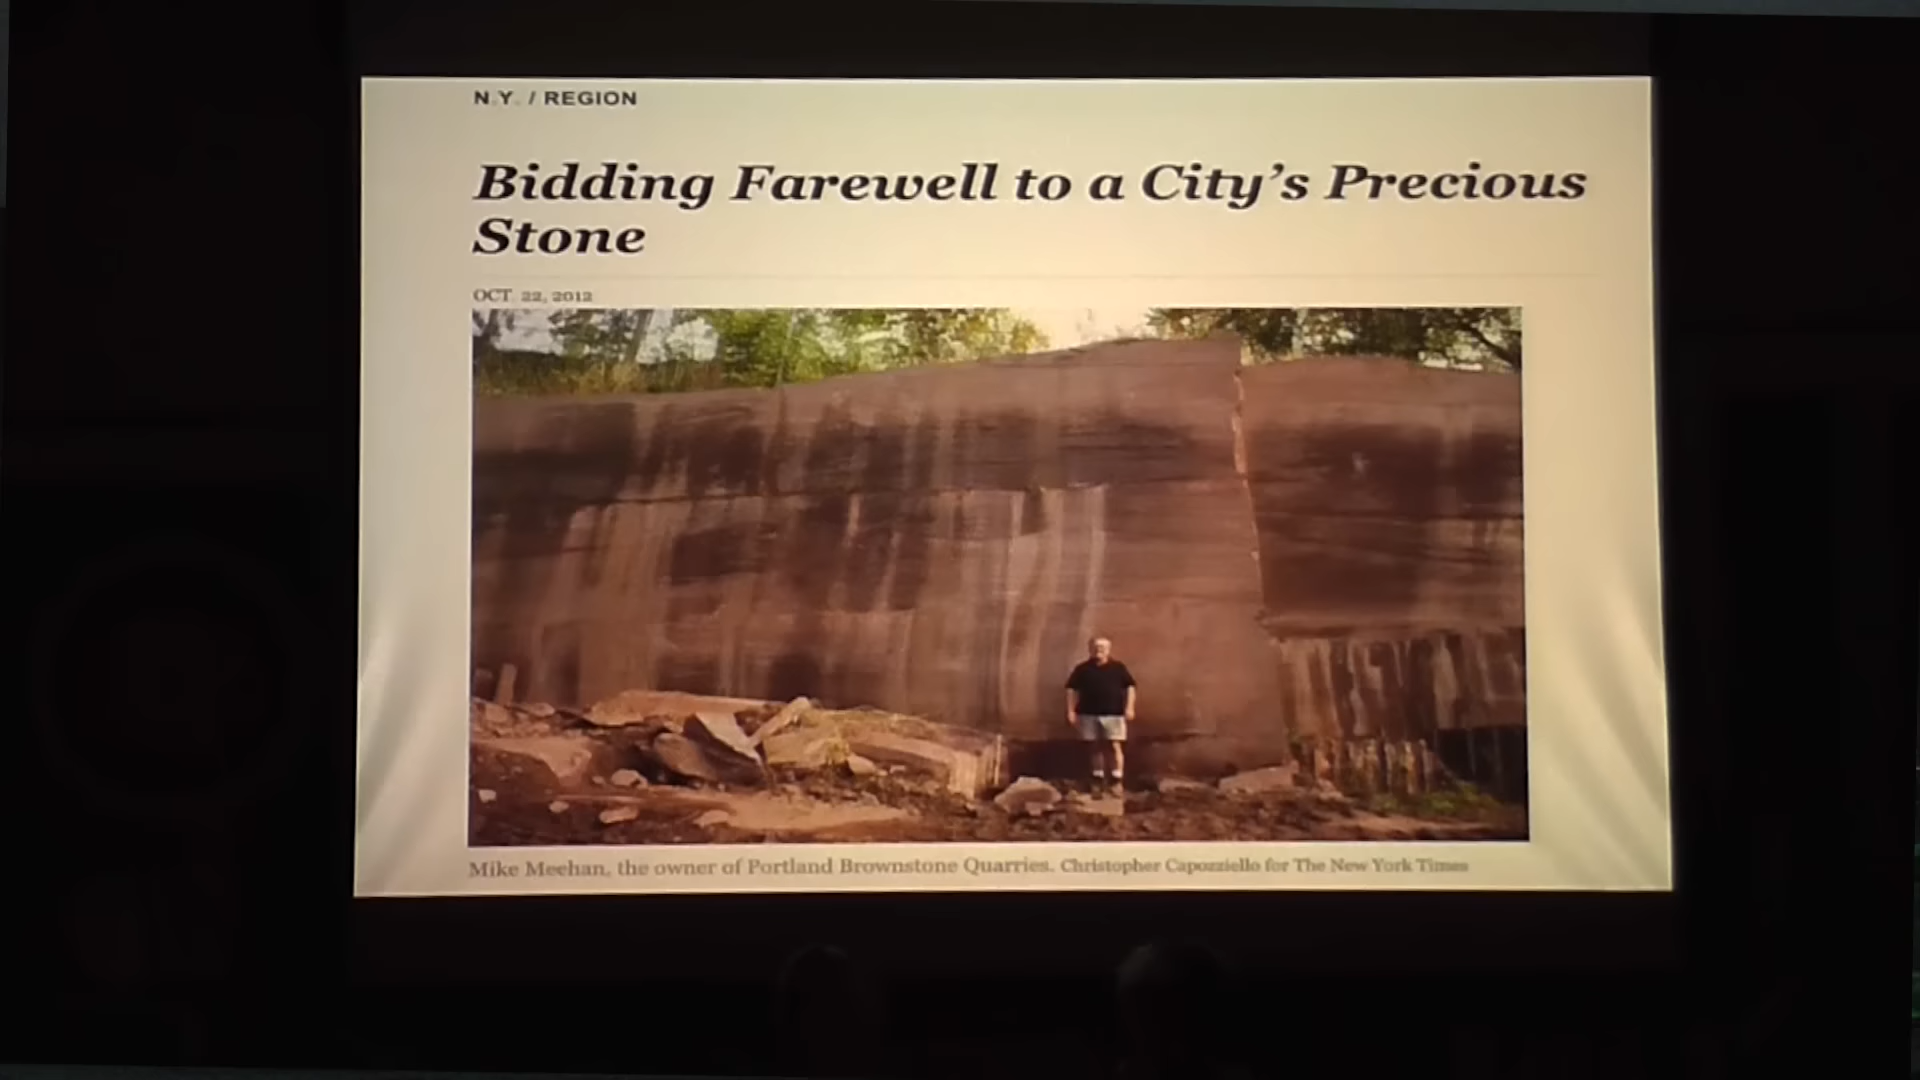 N.Y. / REGION
Bidding Farewell to a City's Precious
Stone
OCT. 22, 2012
Mike Meehan, the owner of Portland Brownstone Quarries. Christopher Capozziello for The New York Times